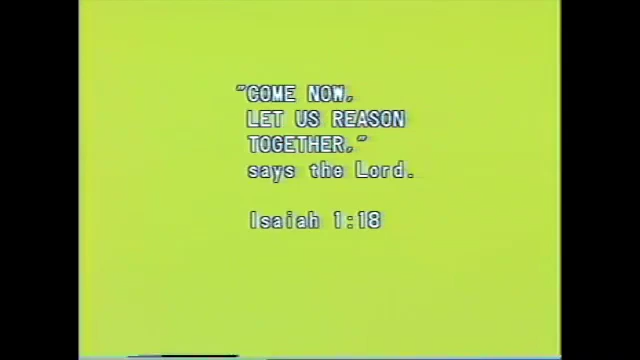 "COME NOW,
LET US REASON
TOGETHER,"
says the Lord.
Isaiah 1:18